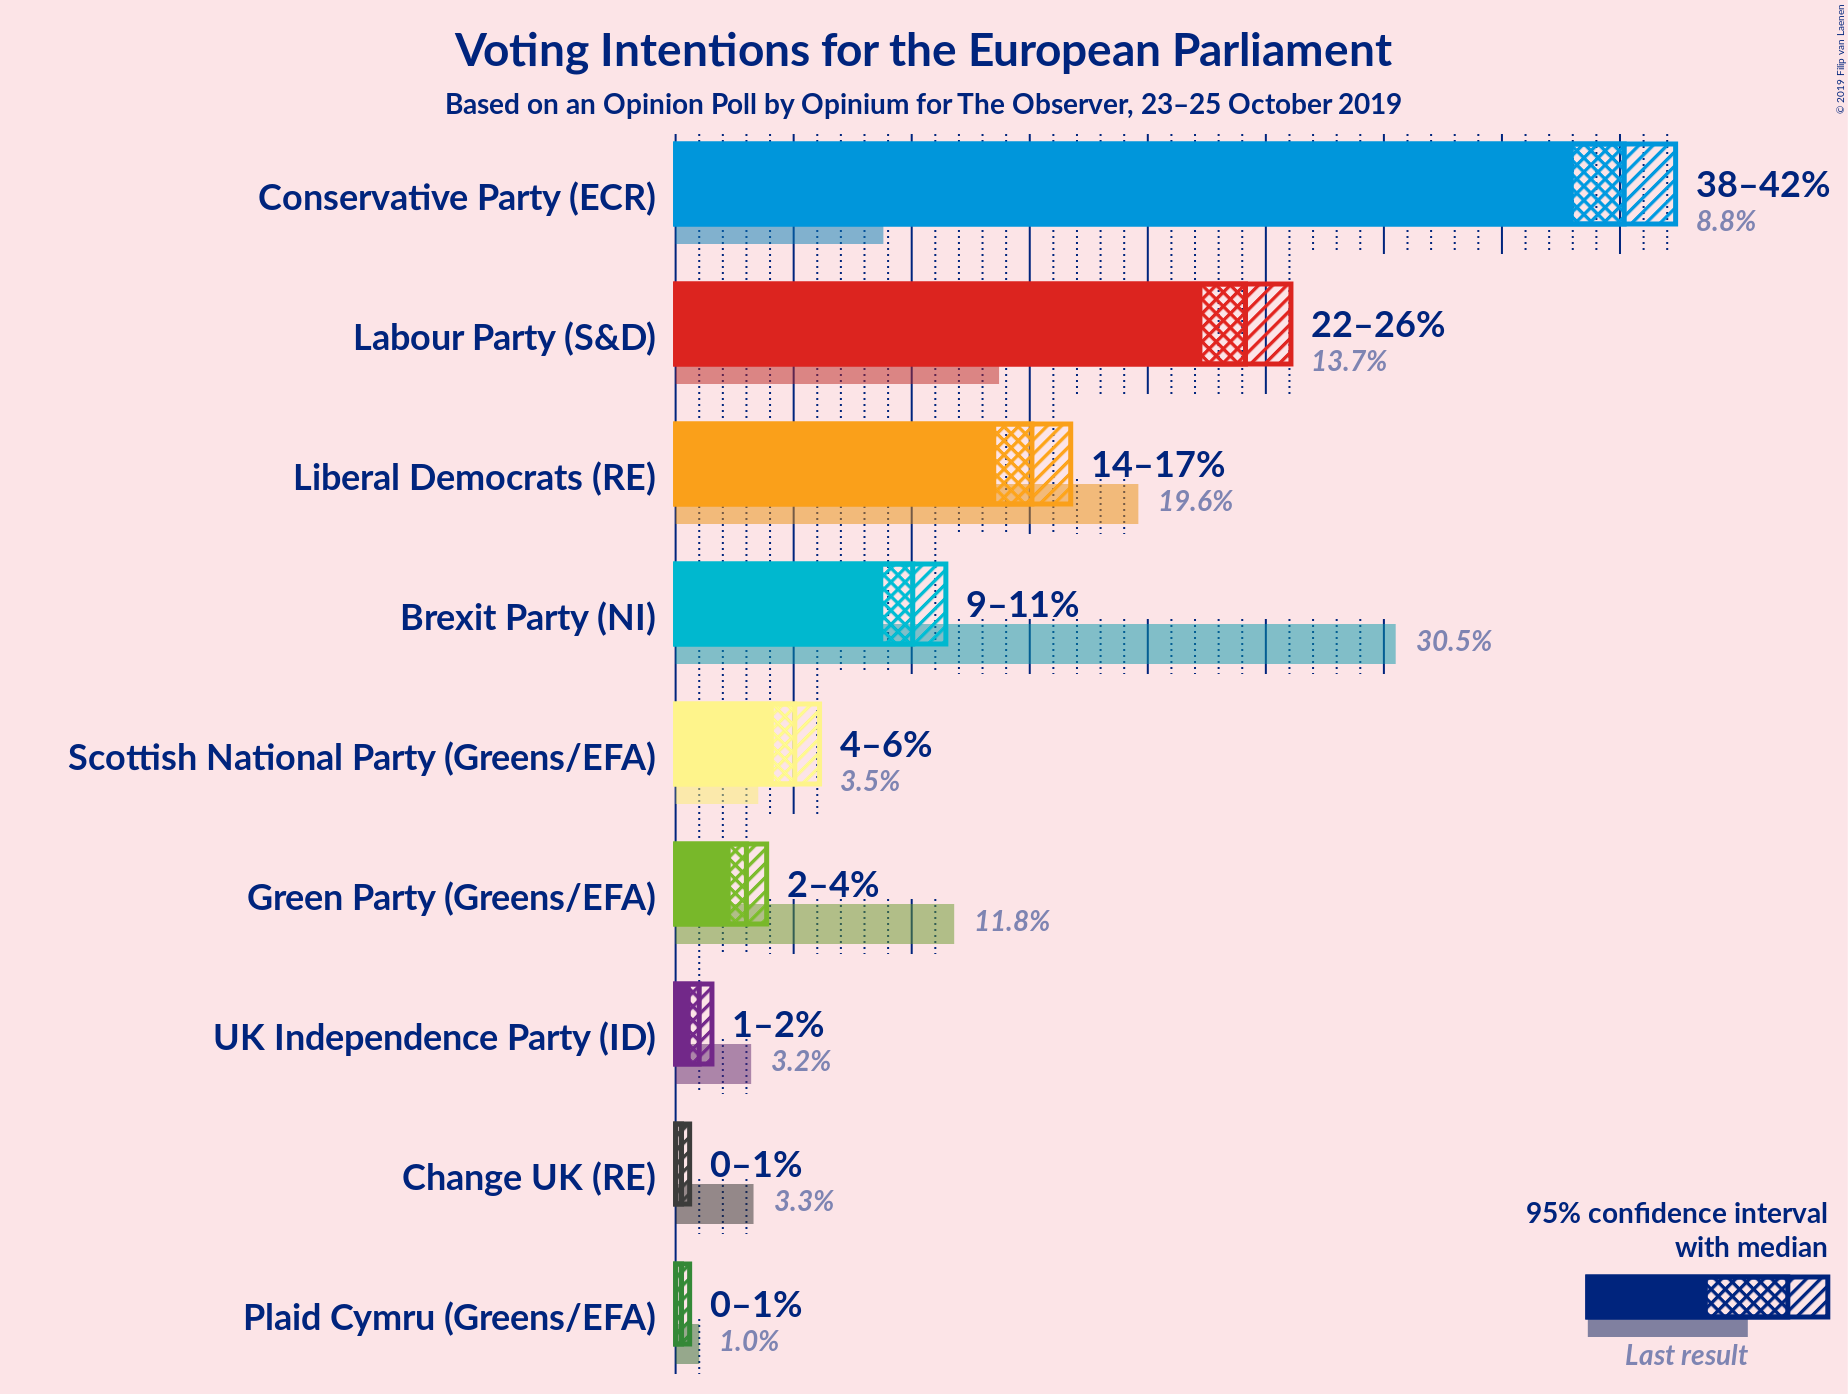 Voting Intentions for the European Parliament
Based on an Opinion Poll by Opinium for The Observer, 23–25 October 2019
© 2019 Filip van Laenen
Conservative Party (ECR)
38–42%
8.8%
Labour Party (S&D)
22–26%
13.7%
Liberal Democrats (RE)
14–17%
19.6%
Brexit Party (NI)
9–11%
30.5%
Scottish National Party (Greens/EFA)
4–6%
3.5%
Green Party (Greens/EFA)
2–4%
11.8%
UK Independence Party (ID)
1–2%
3.2%
Change UK (RE)
0–1%
3.3%
Plaid Cymru (Greens/EFA)
0–1%
1.0%
95% confidence interval
with median
Last result